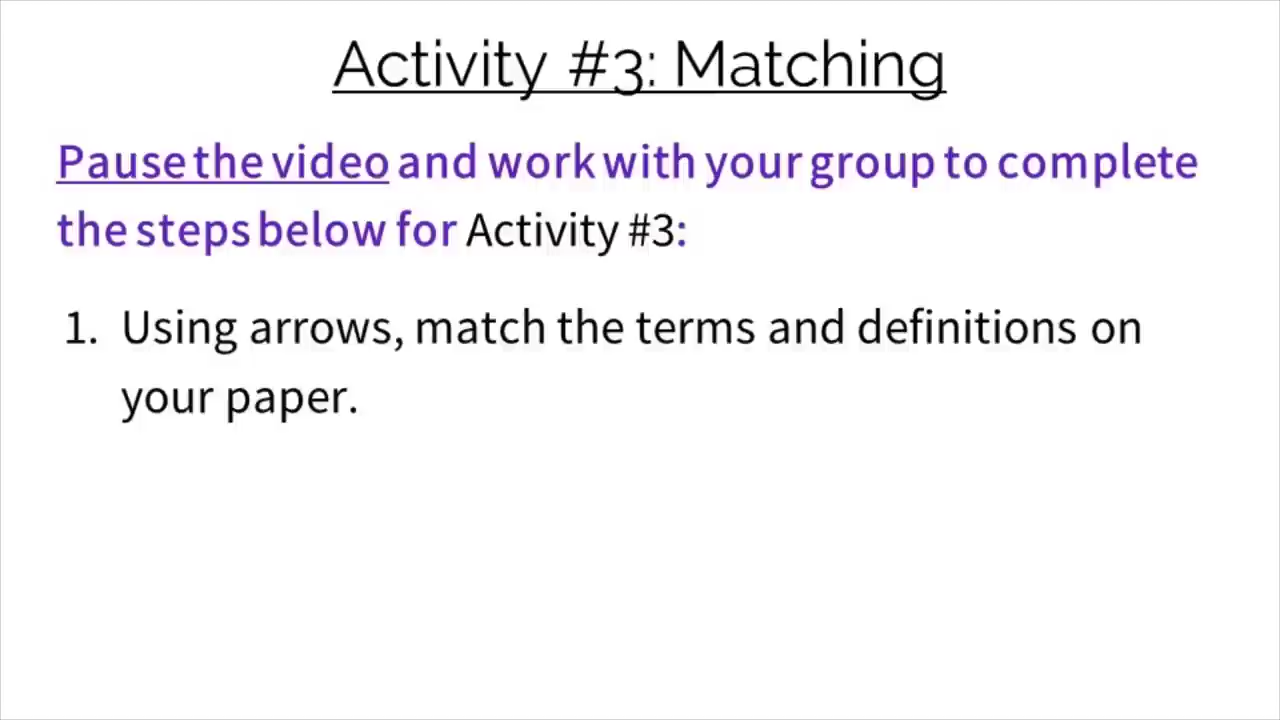 Activity #3: Matching
Pause the video and work with your group to complete
the steps below for Activity #3:
1. Using arrows, match the terms and definitions on
your paper.